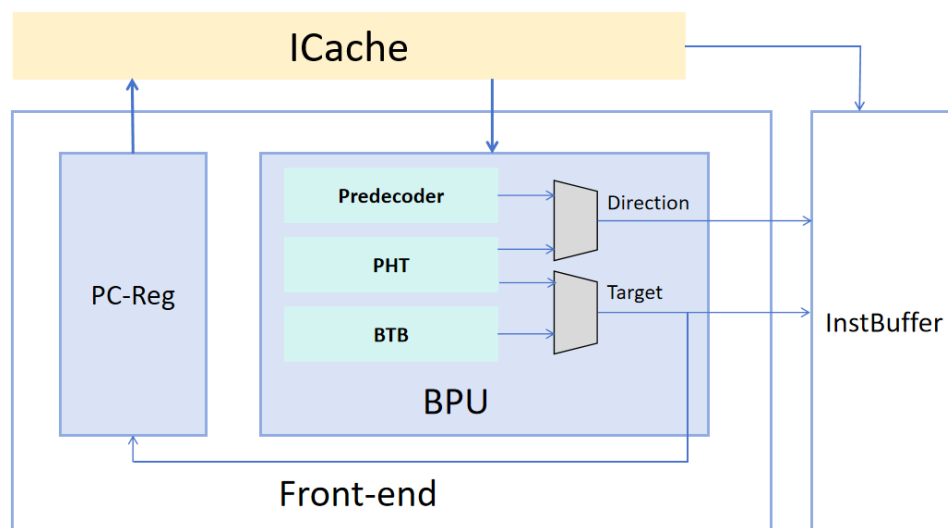 ICache
Predecoder
Direction
PHT
PC-Reg
Target
InstBuffer
BTB
BPU
Front-end